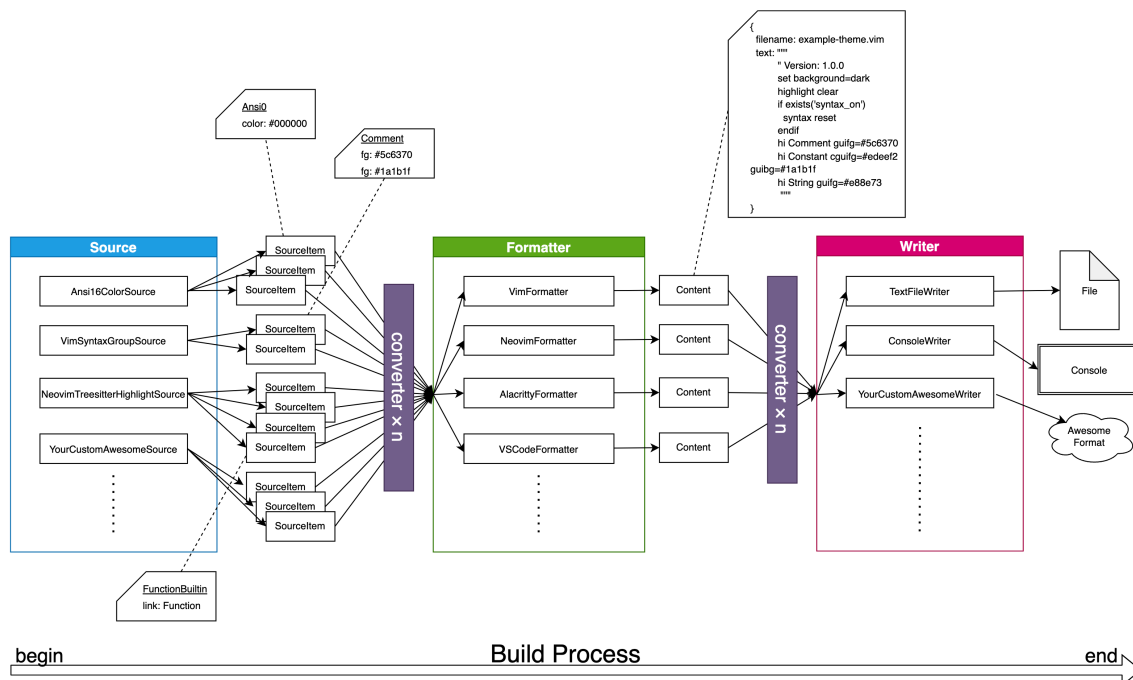 {
filename: example-theme.vim
text: """
" Version: 1.0.0
set background=dark
highlight clear
if exists('syntax_on')
syntax reset
endif
hi Comment guifg=#5c6370
hi Constant cguifg=#edeef2
guibg=#1a1b1f
hi String guifg=#e88e73
"""
}
Ansi0
color: #000000
Comment
fg: #5c6370
fg: #1a1b1f
Source
Ansi16ColorSource
VimSyntaxGroupSource
NeovimTreesitterHighlightSource
YourCustomAwesomeSource
SourceItem
SourceItem
SourceItem
SourceItem
SourceItem
SourceItem
SourceItem
SourceItem
SourceItem
SourceItem
SourceItem
SourceItem
converter × n
Formatter
VimFormatter
NeovimFormatter
AlacrittyFormatter
VSCodeFormatter
Content
Content
Content
Content
converter × n
Writer
TextFileWriter
ConsoleWriter
YourCustomAwesomeWriter
File
Console
Awesome
Format
FunctionBuiltin
link: Function
begin
Build Process
end